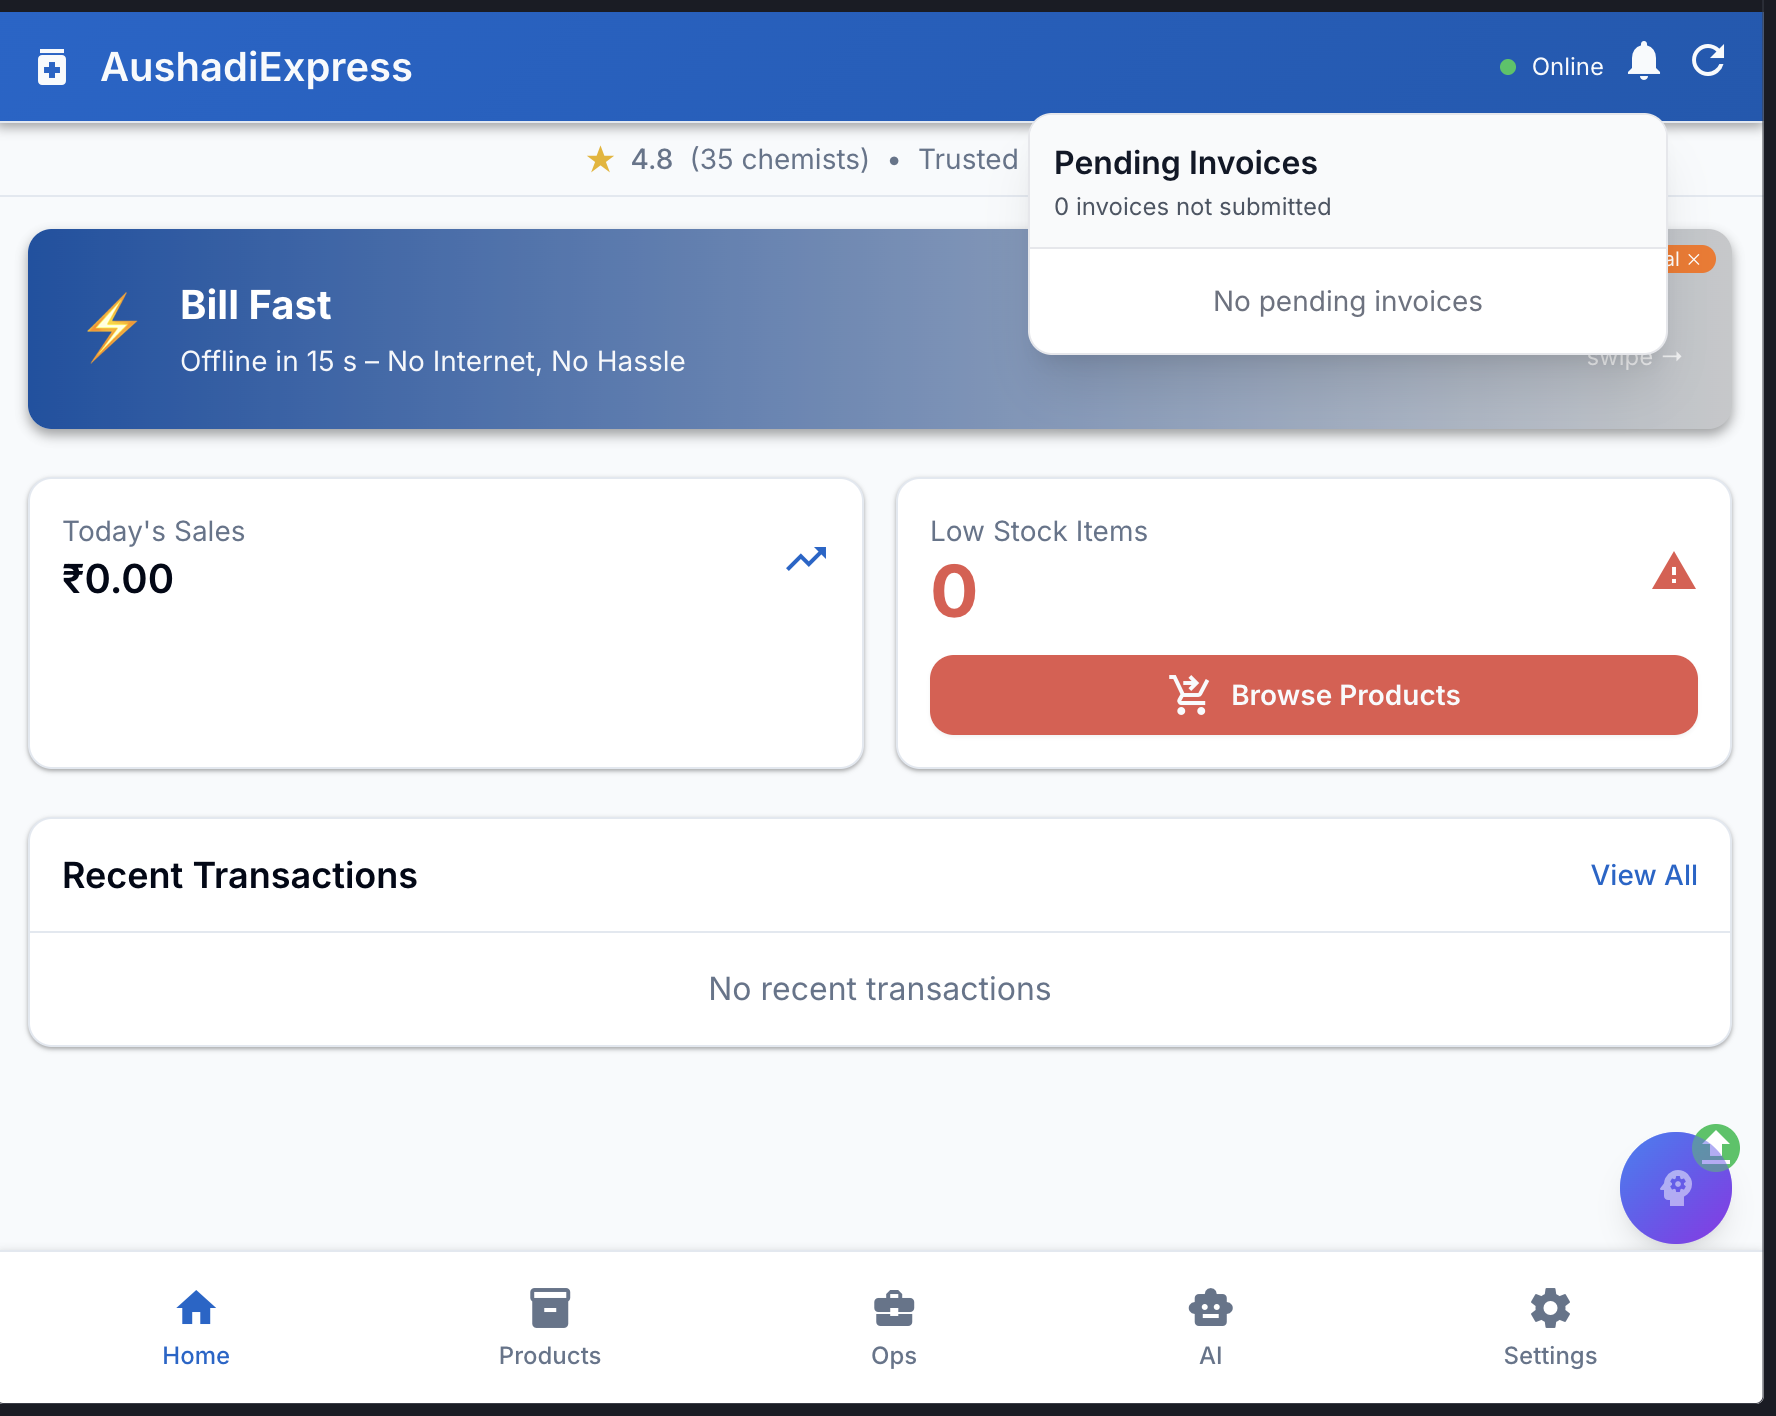 AushadiExpress
Online
★ 4.8 (35 chemists) • Trusted
Pending Invoices
0 invoices not submitted
No pending invoices
Bill Fast
Offline in 15 s – No Internet, No Hassle
swipe →
Today's Sales
₹0.00
Low Stock Items
0
Browse Products
Recent Transactions
View All
No recent transactions
Home
Products
Ops
AI
Settings